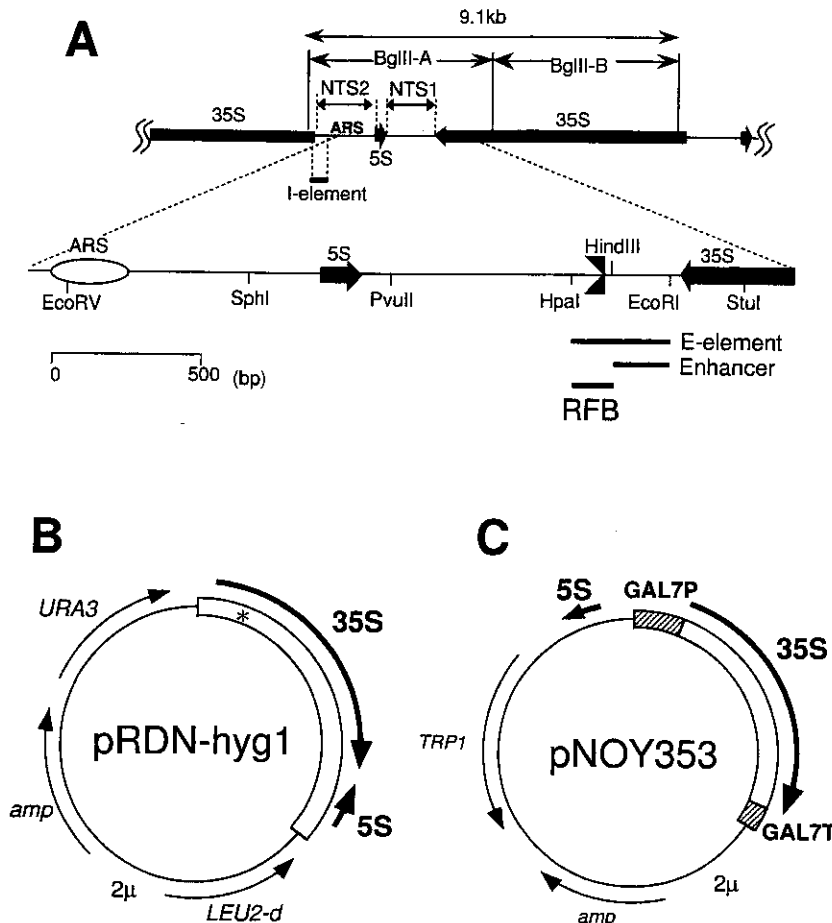 A
9.1kb
BglII-A
BglII-B
NTS2
NTS1
35S
ARS
5S
35S
I-element
ARS
5S
HindIII
35S
EcoRV
SphI
PvuII
HpaI
EcoRI
StuI
0
500
(bp)
E-element
Enhancer
RFB
B
URA3
*
35S
pRDN-hyg1
amp
5S
2μ
LEU2-d
C
5S
GAL7P
35S
TRP1
pNOY353
GAL7T
2μ
amp